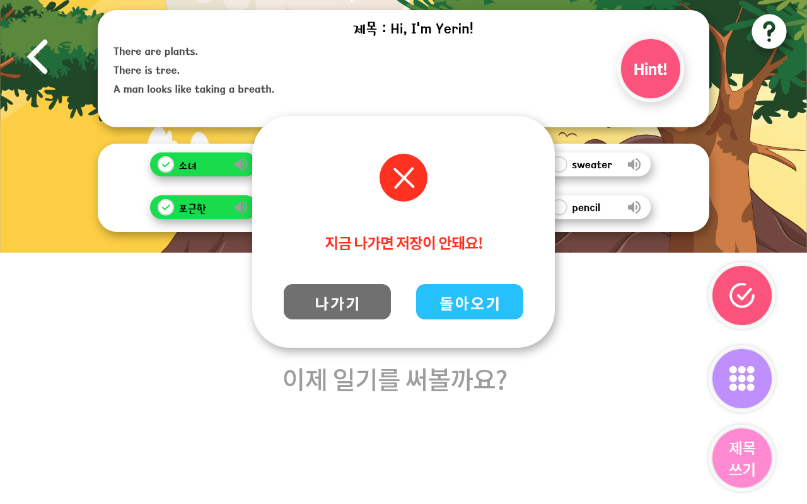 제목 : Hi, I'm Yerin!
?
There are plants.
There is tree.
A man looks like taking a breath.
Hint!
소녀
sweater
포근한
pencil
지금 나가면 저장이 안돼요!
나가기
돌아오기
이제 일기를 써볼까요?
제목
쓰기